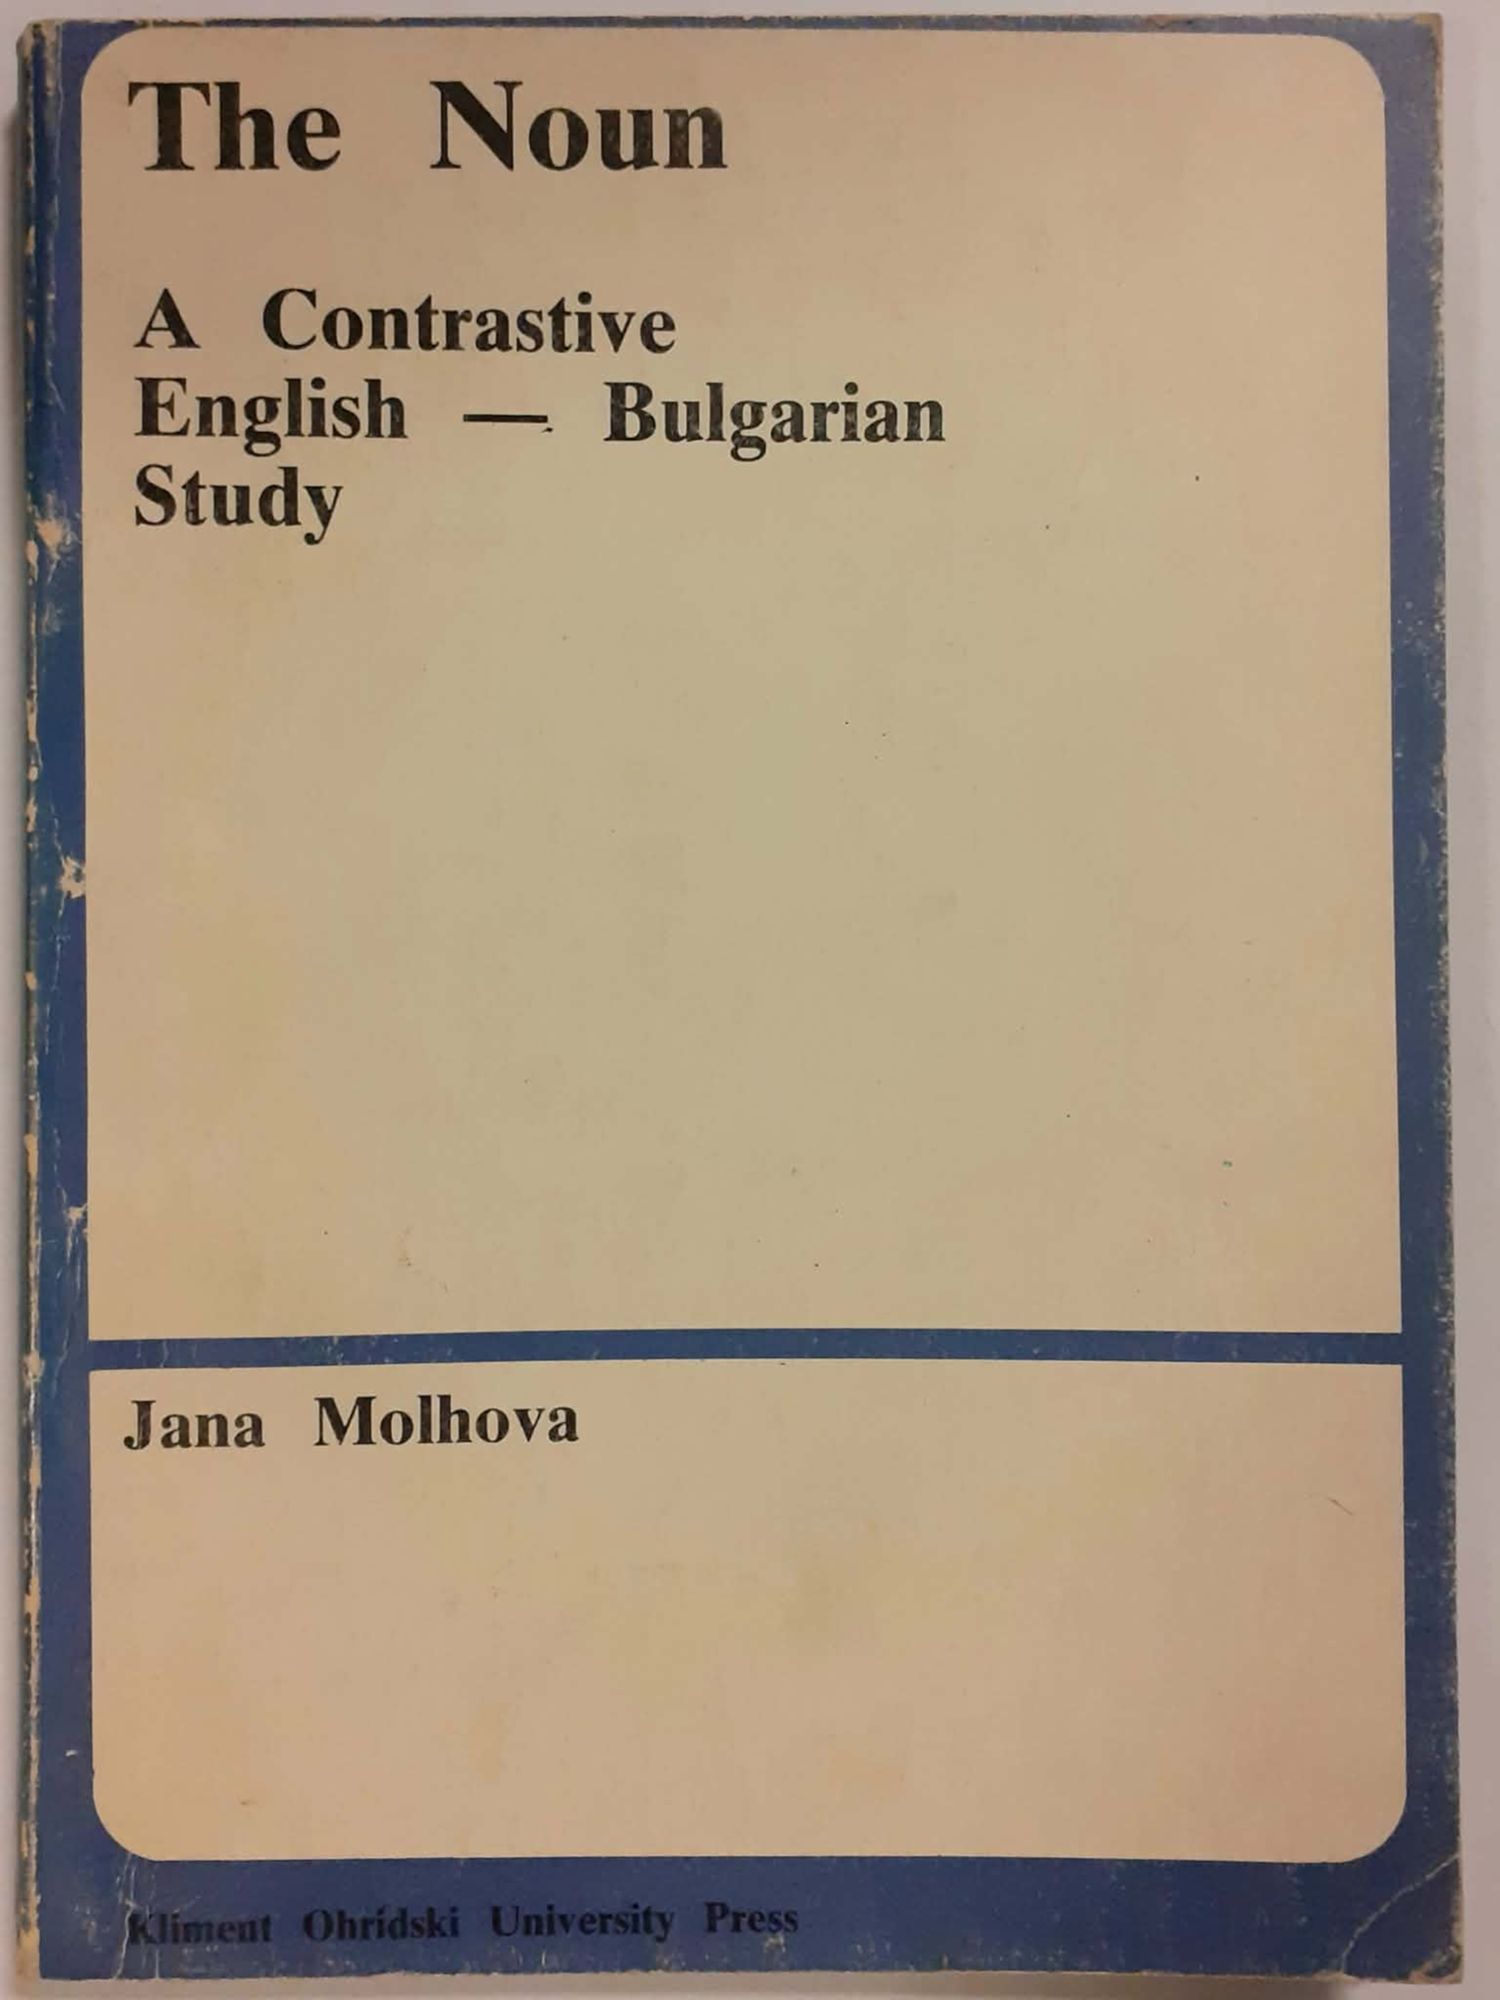 The Noun
A Contrastive
English — Bulgarian
Study
Jana Molhova
Kliment Ohridski University Press